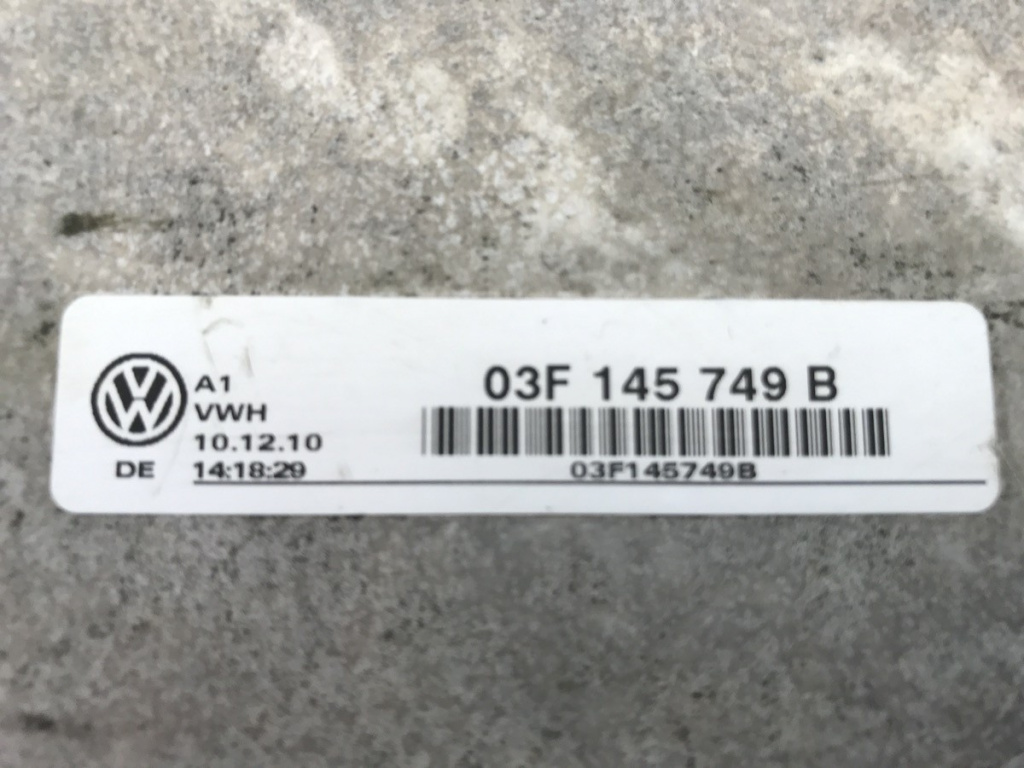 A1
VWH
10.12.10
DE 14:18:29
03F 145 749 B
03F145749B